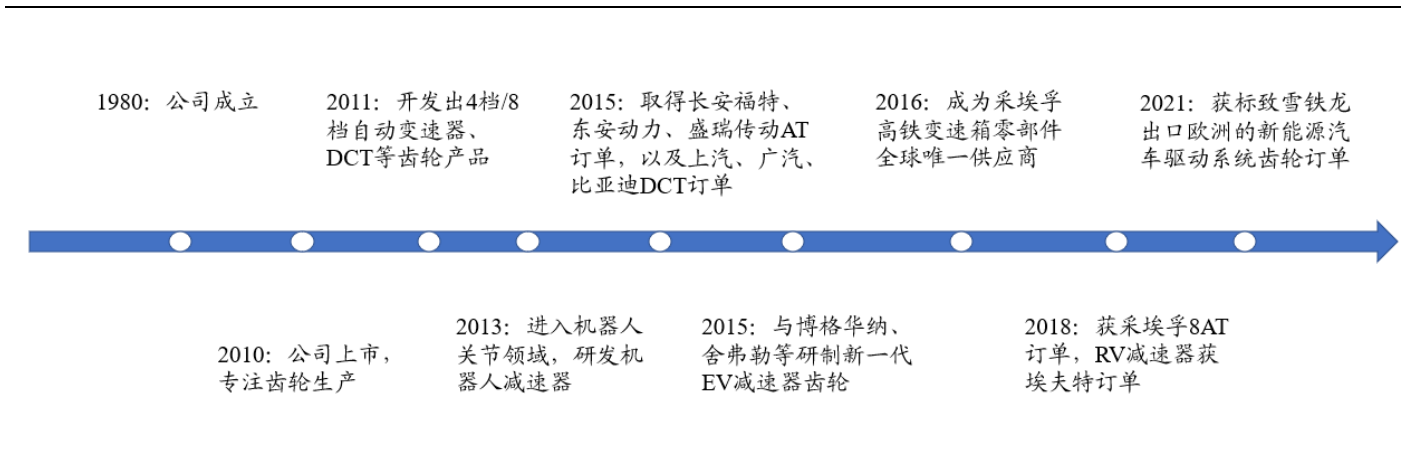 1980：公司成立
2011：开发出4档/8
档自动变速器、
DCT等齿轮产品
2015：取得长安福特、
东安动力、盛瑞传动AT
订单，以及上汽、广汽、
比亚迪DCT订单
2016：成为采埃孚
高铁变速箱零部件
全球唯一供应商
2021：获标致雪铁龙
出口欧洲的新能源汽
车驱动系统齿轮订单
2010：公司上市，
专注齿轮生产
2013：进入机器人
关节领域，研发机
器人减速器
2015：与博格华纳、
舍弗勒等研制新一代
EV减速器齿轮
2018：获采埃孚8AT
订单，RV减速器获
埃夫特订单